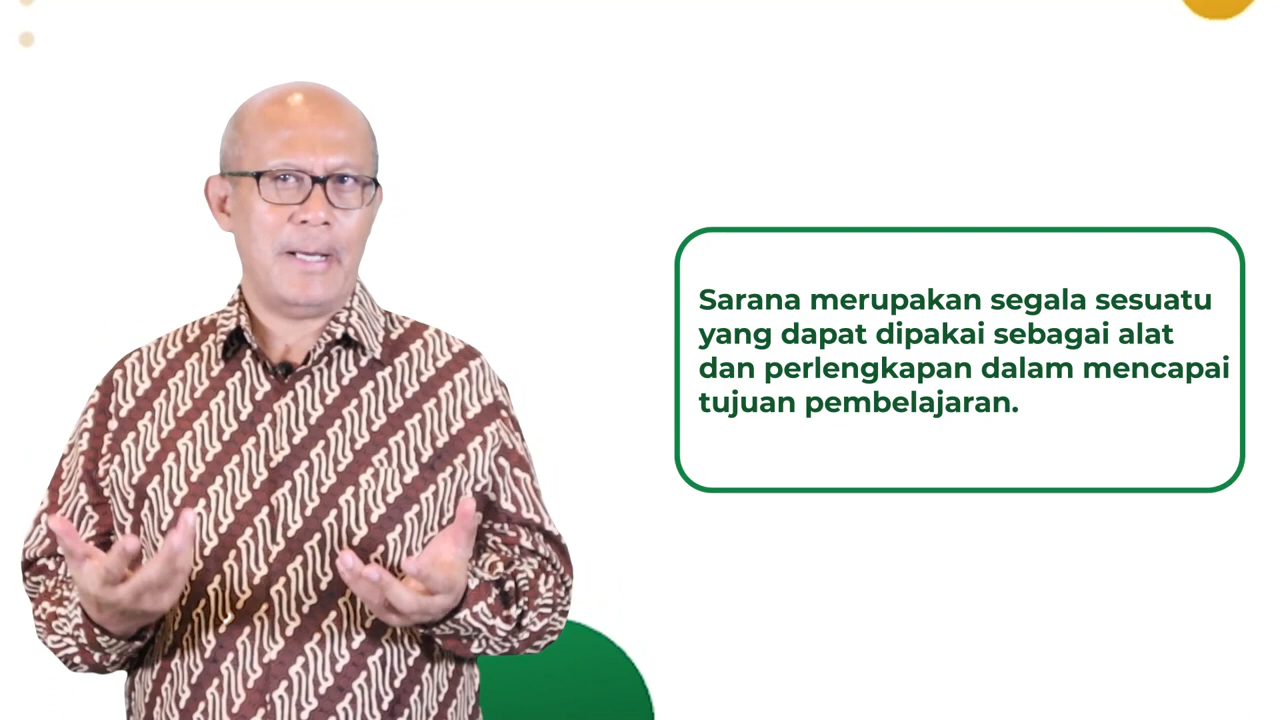 Sarana merupakan segala sesuatu
yang dapat dipakai sebagai alat
dan perlengkapan dalam mencapai
tujuan pembelajaran.